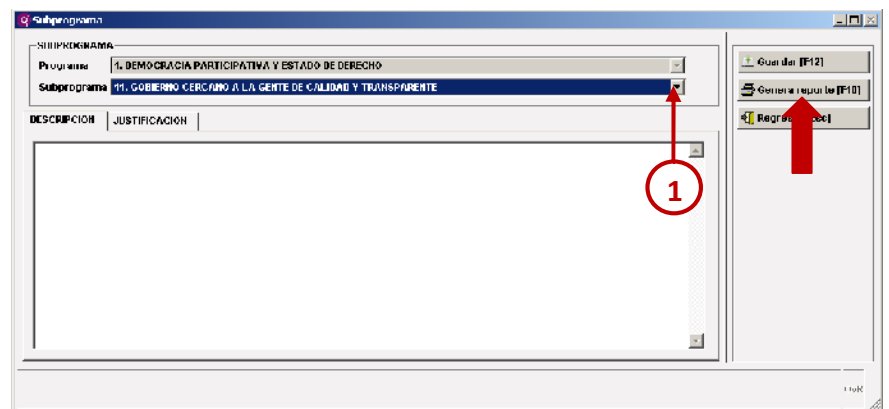 Subprograma
SUBPROGRAMA
Programa 1. DEMOCRACIA PARTICIPATIVA Y ESTADO DE DERECHO
Subprograma 11. GOBIERNO CERCANO A LA GENTE DE CALIDAD Y TRANSPARENTE
DESCRIPCION JUSTIFICACION
1
Guardar [F12]
Genera reporte [F10]